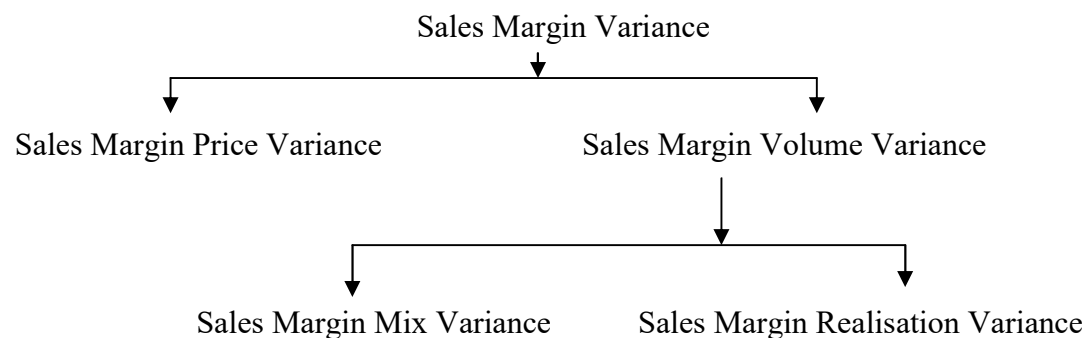 Sales Margin Variance
Sales Margin Price Variance
Sales Margin Volume Variance
Sales Margin Mix Variance
Sales Margin Realisation Variance